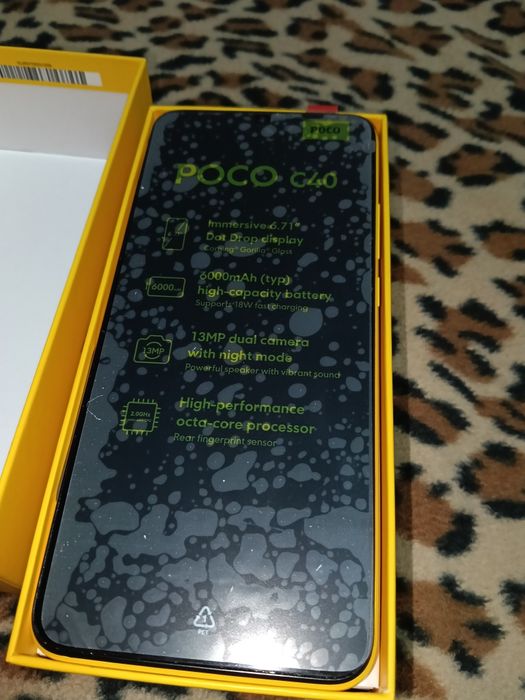 POCO
POCO C40
Immersive 6.71"
Dot Drop display
Corning® Gorilla® Glass
6000mAh
6000mAh (typ)
high-capacity battery
Supports 18W fast charging
13MP
13MP dual camera
with night mode
Powerful speaker with vibrant sound
2.0GHz
High-performance
octa-core processor
Rear fingerprint sensor
1
PET